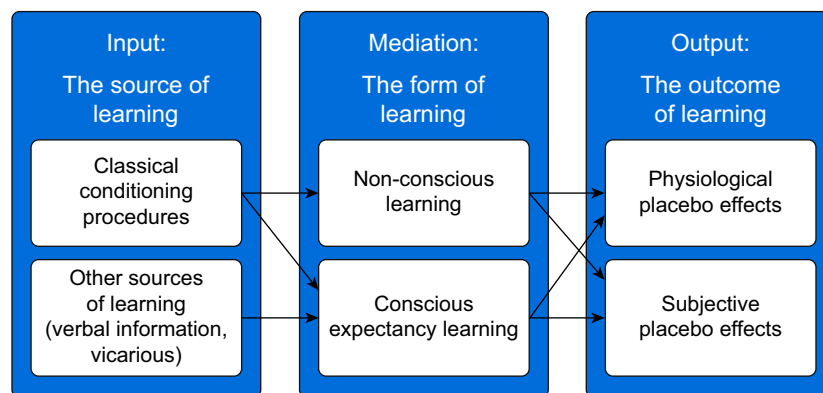 Input:
The source of
learning
Classical
conditioning
procedures
Other sources
of learning
(verbal information,
vicarious)
Mediation:
The form of
learning
Non-conscious
learning
Conscious
expectancy learning
Output:
The outcome
of learning
Physiological
placebo effects
Subjective
placebo effects